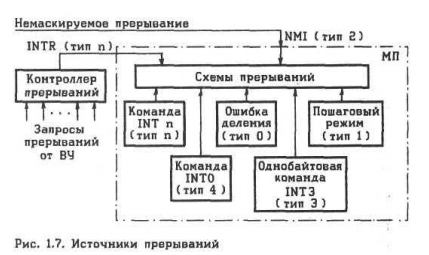 Немаскируемое прерывание
INTR (тип n)
NMI (тип 2)
МП
Контроллер
прерываний
Схемы прерываний
Запросы
прерываний
от ВУ
Команда
INT n
(тип n)
Ошибка
деления
(тип 0)
Пошаговый
режим
(тип 1)
Команда
INTO
(тип 4)
Однобайтовая
команда
INT3
(тип 3)
Рис. 1.7. Источники прерываний